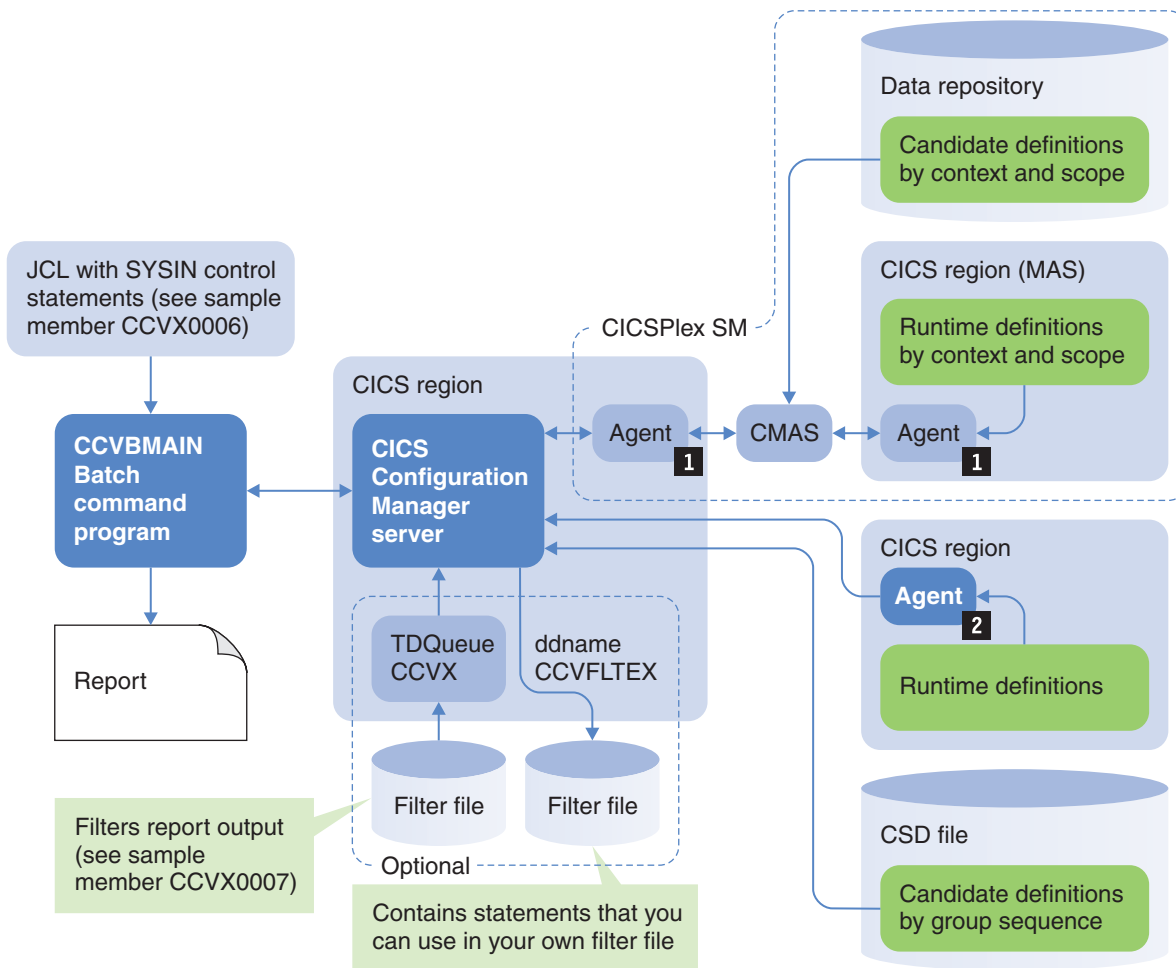 Data repository
Candidate definitions
by context and scope
JCL with SYSIN control
statements (see sample
member CCVX0006)
CICS region (MAS)
Runtime definitions
by context and scope
CICSPlex SM
CICS region
CCVBMAIN
Batch
command
program
CICS
Configuration
Manager
server
Agent
1
CMAS
Agent
1
CICS region
Agent
2
Runtime definitions
Report
TDQueue
CCVX
ddname
CCVFLTEX
Filter file
Filter file
Optional
Filters report output
(see sample
member CCVX0007)
Contains statements that you
can use in your own filter file
CSD file
Candidate definitions
by group sequence